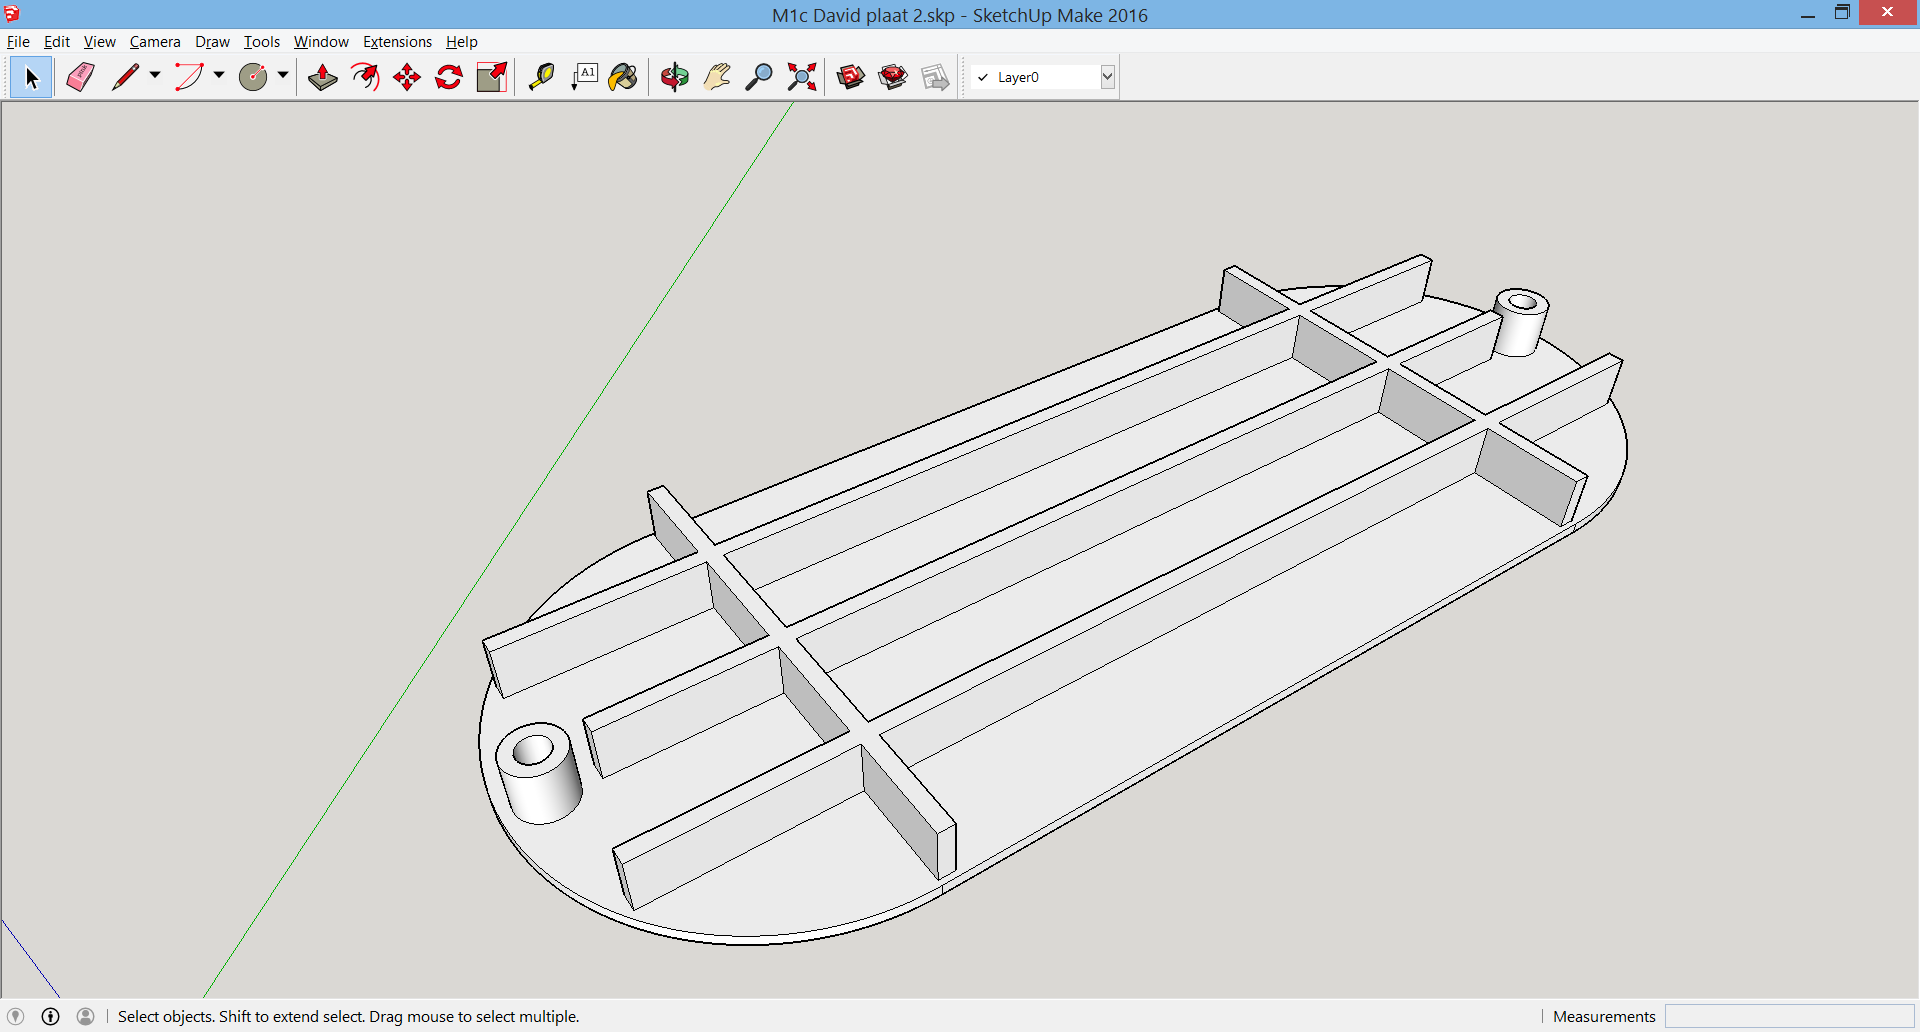 M1c David plaat 2.skp - SketchUp Make 2016
File Edit View Camera Draw Tools Window Extensions Help
A1
Layer0
Select objects. Shift to extend select. Drag mouse to select multiple.
Measurements